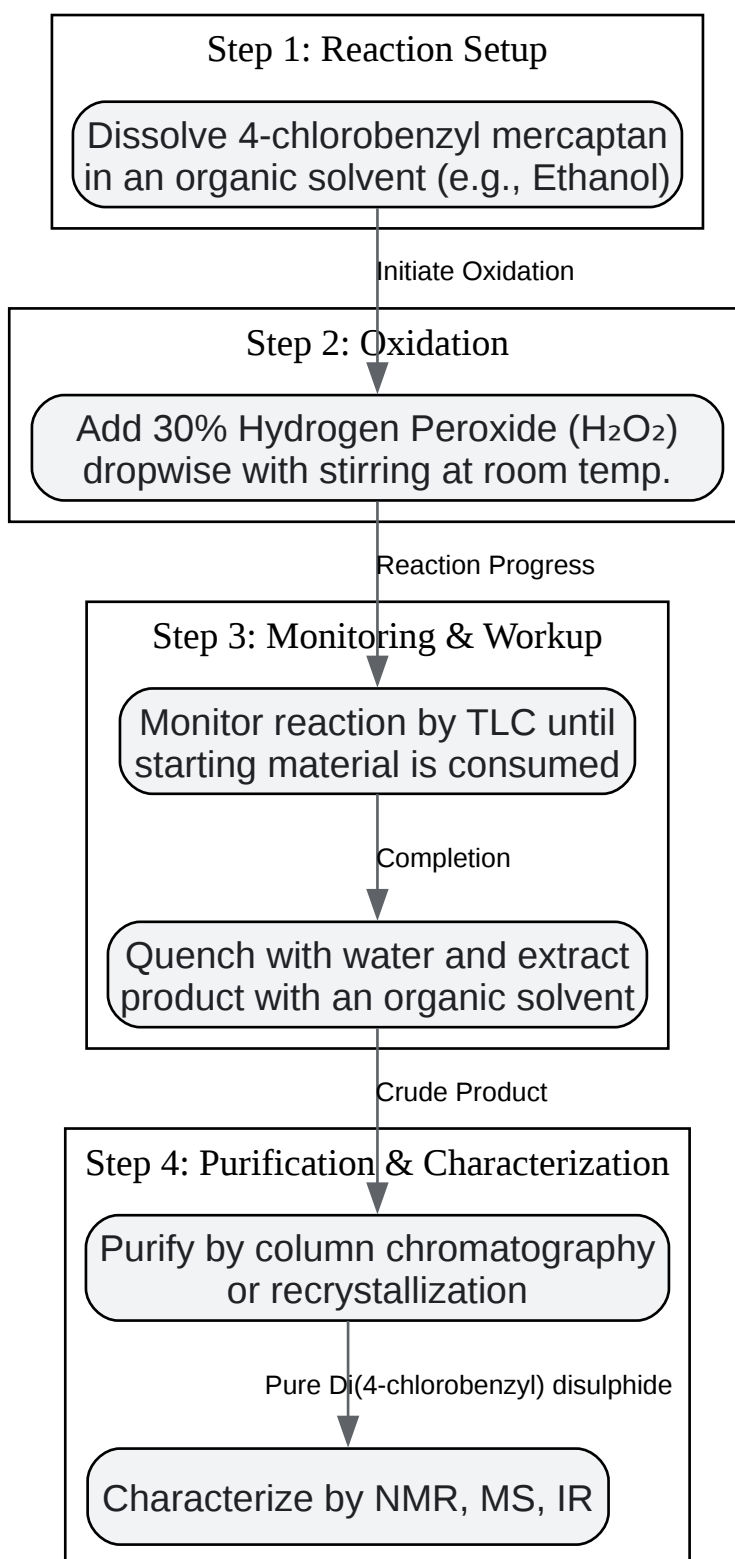 Step 1: Reaction Setup
Dissolve 4-chlorobenzyl mercaptan
in an organic solvent (e.g., Ethanol)
Initiate Oxidation
Step 2: Oxidation
Add 30% Hydrogen Peroxide (H₂O₂)
dropwise with stirring at room temp.
Reaction Progress
Step 3: Monitoring & Workup
Monitor reaction by TLC until
starting material is consumed
Completion
Quench with water and extract
product with an organic solvent
Crude Product
Step 4: Purification & Characterization
Purify by column chromatography
or recrystallization
Pure Di(4-chlorobenzyl) disulphide
Characterize by NMR, MS, IR